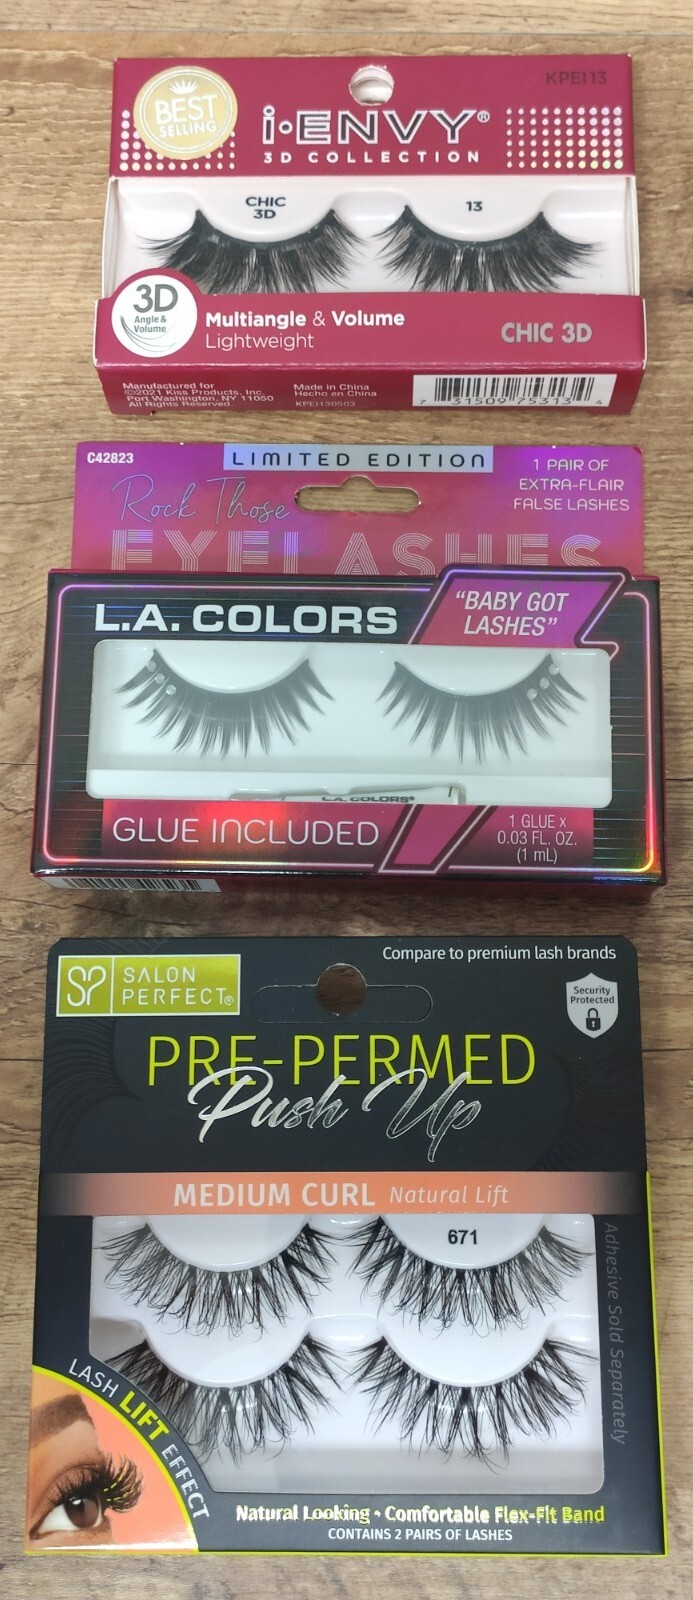 KPEI13
BEST
SELLING
i·ENVY®
3D COLLECTION
CHIC
3D
13
3D
Angle &
Volume
Multiangle & Volume
Lightweight
CHIC 3D
Manufactured for
©2021 Kiss Products, Inc.
Port Washington, NY 11050
All Rights Reserved.
Made in China
Hecho en China
KPEI130503
7 31509 75313 4
C42823
LIMITED EDITION
1 PAIR OF
EXTRA-FLAIR
FALSE LASHES
Rock Those
EYELASHES
L.A. COLORS
"BABY GOT
LASHES"
L.A. COLORS®
GLUE INCLUDED
1 GLUE x
0.03 FL. OZ.
(1 mL)
Compare to premium lash brands
SP SALON
PERFECT®
Security
Protected
PRE-PERMED
Push Up
MEDIUM CURL Natural Lift
671
Adhesive Sold Separately
LASH LIFT EFFECT
Natural Looking • Comfortable Flex-Fit Band
CONTAINS 2 PAIRS OF LASHES